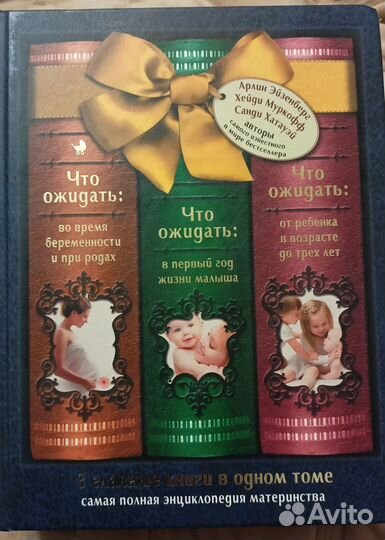 Арлин Эйзенберг
Хейди Муркофф
Санди Хатауэй
авторы
самого известного
в мире бестселлера
Что
ожидать:
во время
беременности
и при родах
Что
ожидать:
в первый год
жизни малыша
Что
ожидать:
от ребенка
в возрасте
до трех лет
3 главные книги в одном томе
самая полная энциклопедия материнства
Avito